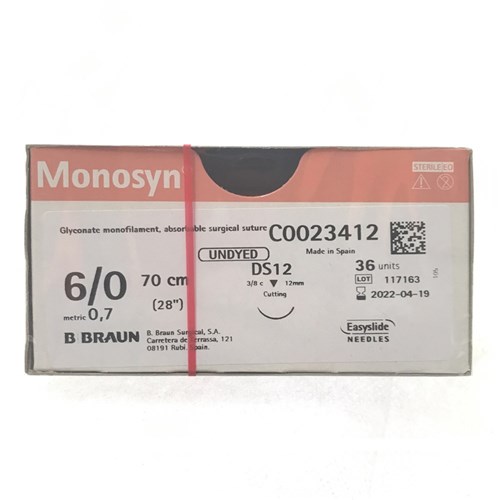 Monosyn®
STERILE EO
Glyconate monofilament, absorbable surgical suture
C0023412
Made in Spain
UNDYED
6/0
metric 0,7
70 cm
(28")
DS12
3/8 c 12mm
Cutting
36 units
LOT 117163
2022-04-19
B BRAUN
B. Braun Surgical, S.A.
Carretera de Terrassa, 121
08191 Rubí, Spain.
Easyslide
NEEDLES